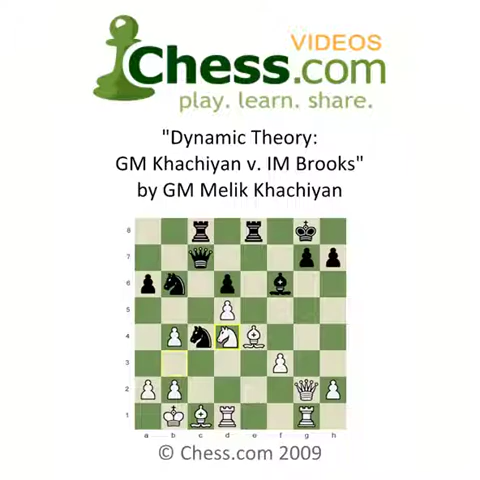 VIDEOS
Chess.com
play. learn. share.
"Dynamic Theory:
GM Khachiyan v. IM Brooks"
by GM Melik Khachiyan
8
7
6
5
4
3
2
1
a b c d e f g h
© Chess.com 2009